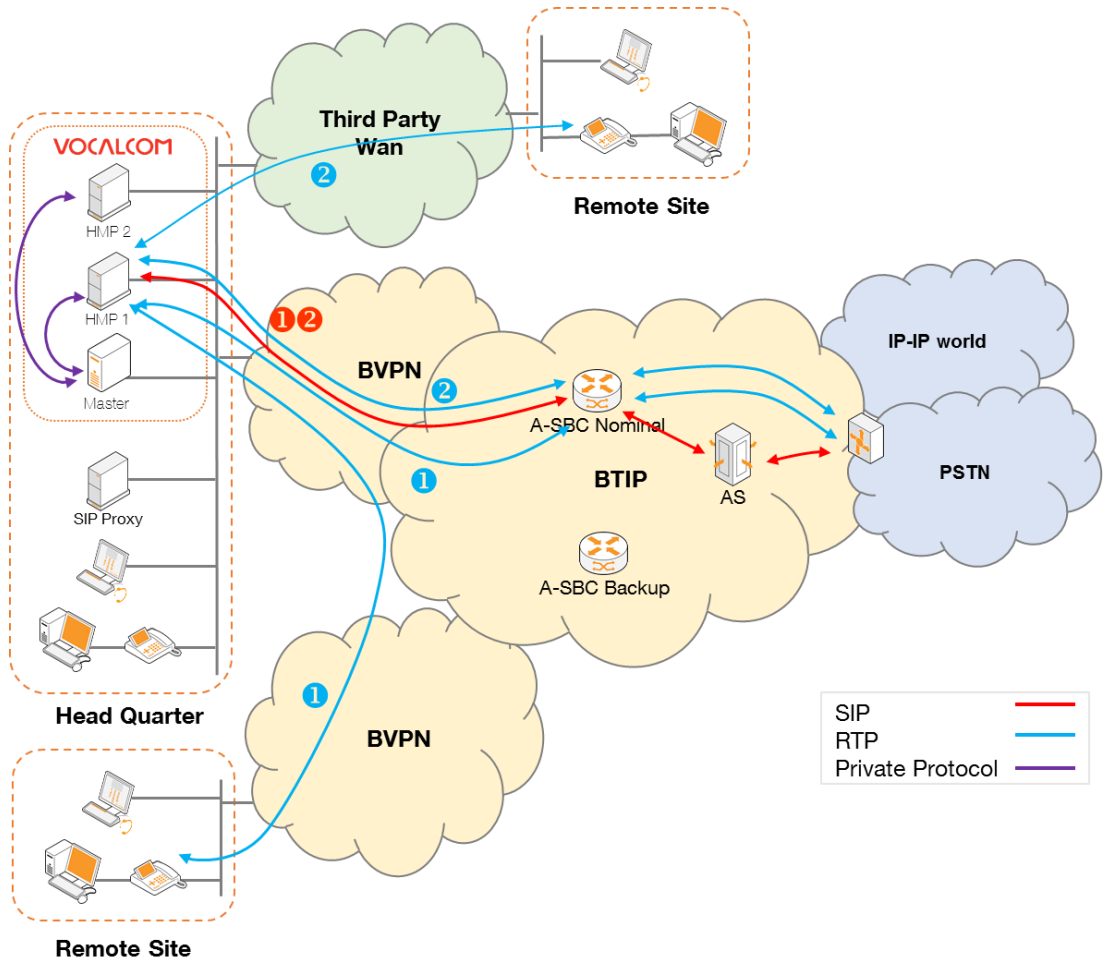 Third Party
Wan
2
Remote Site
VOCALCOM
HMP 2
HMP 1
Master
SIP Proxy
Head Quarter
1 2
BVPN
2
1
A-SBC Nominal
BTIP
AS
A-SBC Backup
IP-IP world
PSTN
1
BVPN
Remote Site
SIP
RTP
Private Protocol